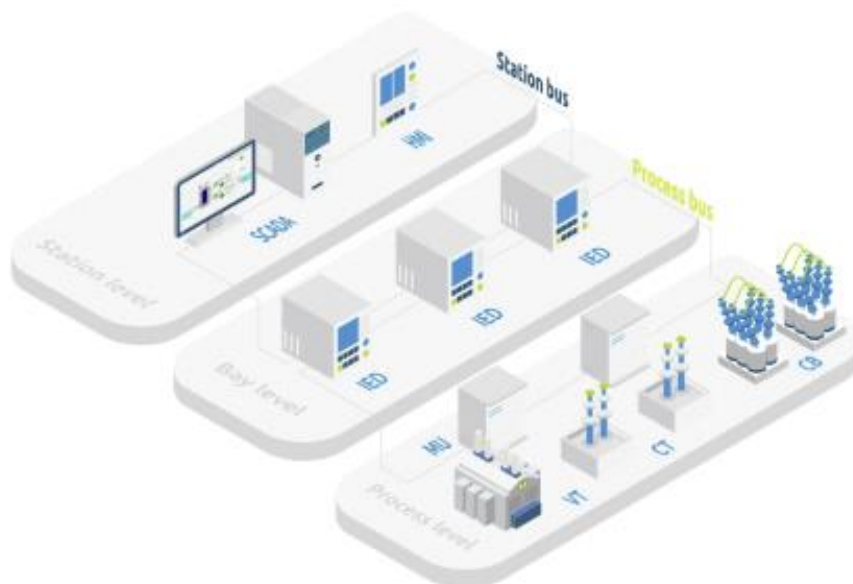 Station bus
HMI
SCADA
Station level
Process bus
IED
IED
IED
Bay level
CB
CT
VT
MU
Process level